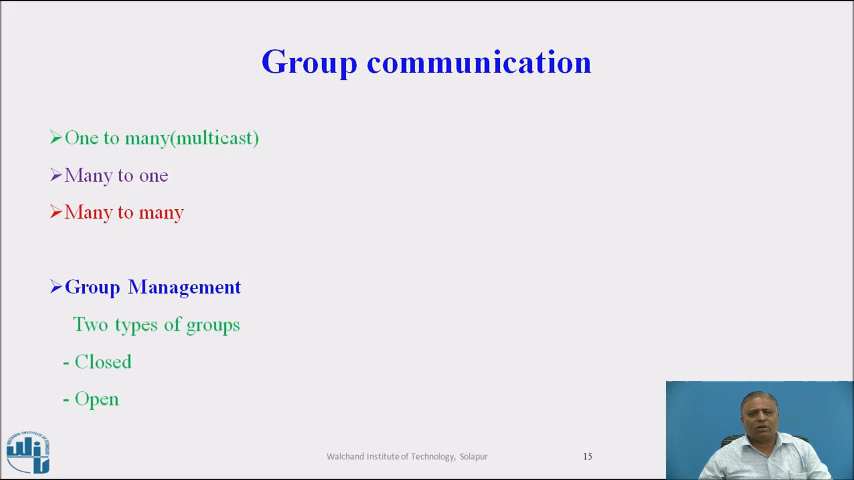 Group communication
➢One to many(multicast)
➢Many to one
➢Many to many
➢Group Management
Two types of groups
- Closed
- Open
Walchand Institute of Technology, Solapur
15